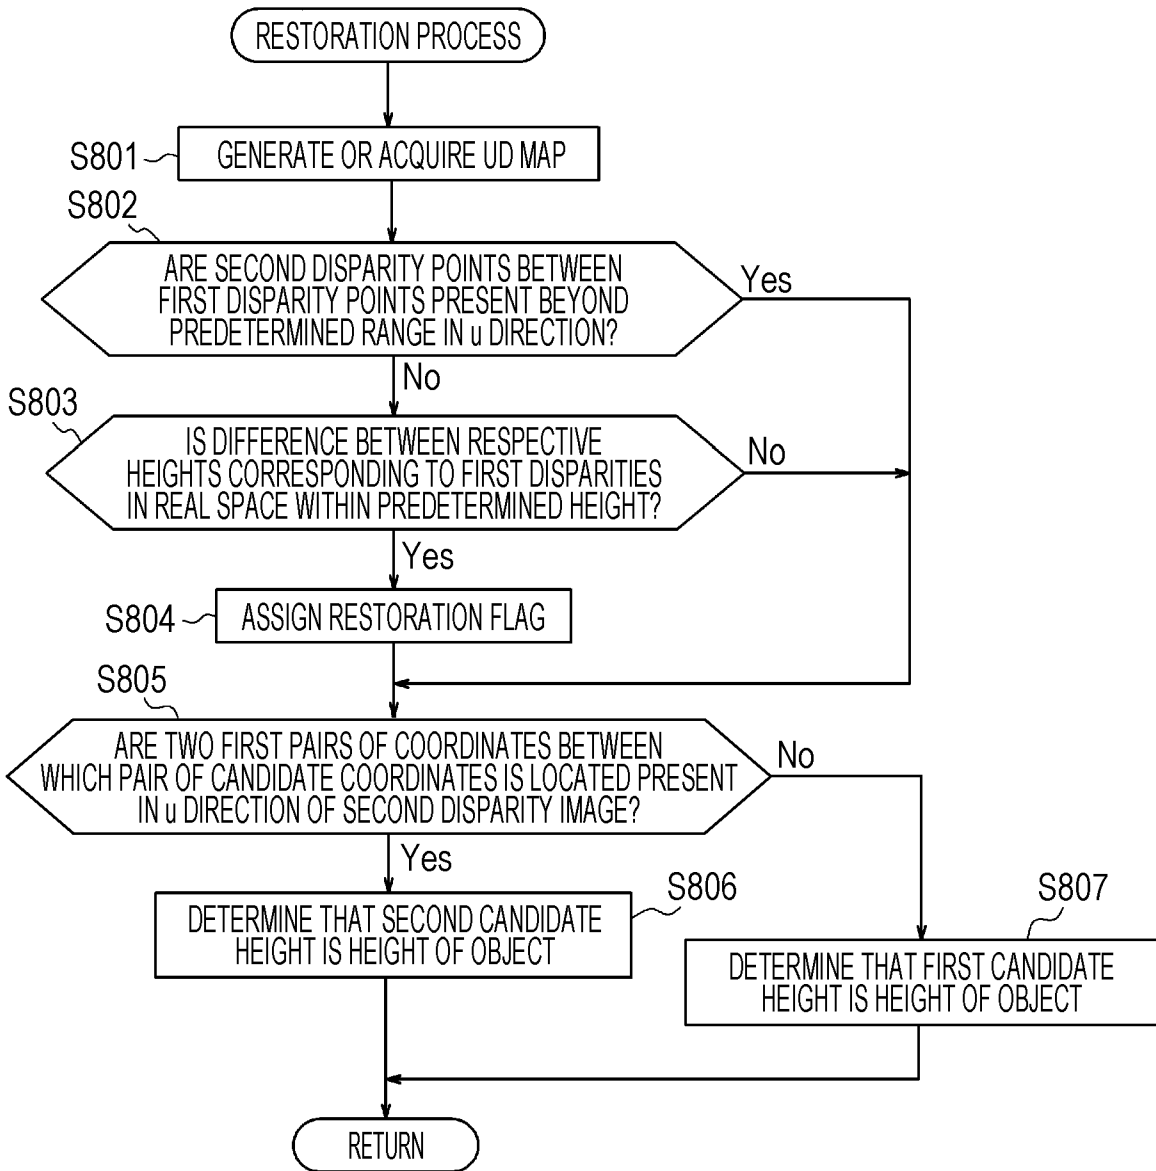 RESTORATION PROCESS
S801
GENERATE OR ACQUIRE UD MAP
S802
ARE SECOND DISPARITY POINTS BETWEEN
FIRST DISPARITY POINTS PRESENT BEYOND
PREDETERMINED RANGE IN u DIRECTION?
Yes
No
S803
IS DIFFERENCE BETWEEN RESPECTIVE
HEIGHTS CORRESPONDING TO FIRST DISPARITIES
IN REAL SPACE WITHIN PREDETERMINED HEIGHT?
No
Yes
S804
ASSIGN RESTORATION FLAG
S805
ARE TWO FIRST PAIRS OF COORDINATES BETWEEN
WHICH PAIR OF CANDIDATE COORDINATES IS LOCATED PRESENT
IN u DIRECTION OF SECOND DISPARITY IMAGE?
No
Yes
S806
DETERMINE THAT SECOND CANDIDATE
HEIGHT IS HEIGHT OF OBJECT
S807
DETERMINE THAT FIRST CANDIDATE
HEIGHT IS HEIGHT OF OBJECT
RETURN